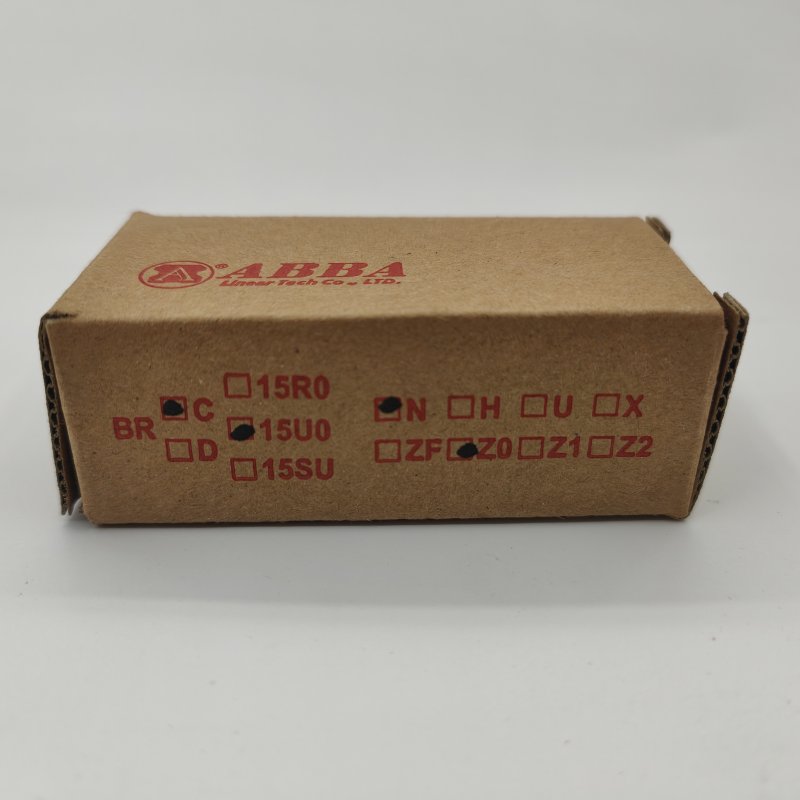 A® ABBA
Linear Tech Co., LTD.
☐15R0
BR ☒C ☒N ☐H ☐U ☐X
☒15U0
☐D ☐ZF ☒Z0 ☐Z1 ☐Z2
☐15SU